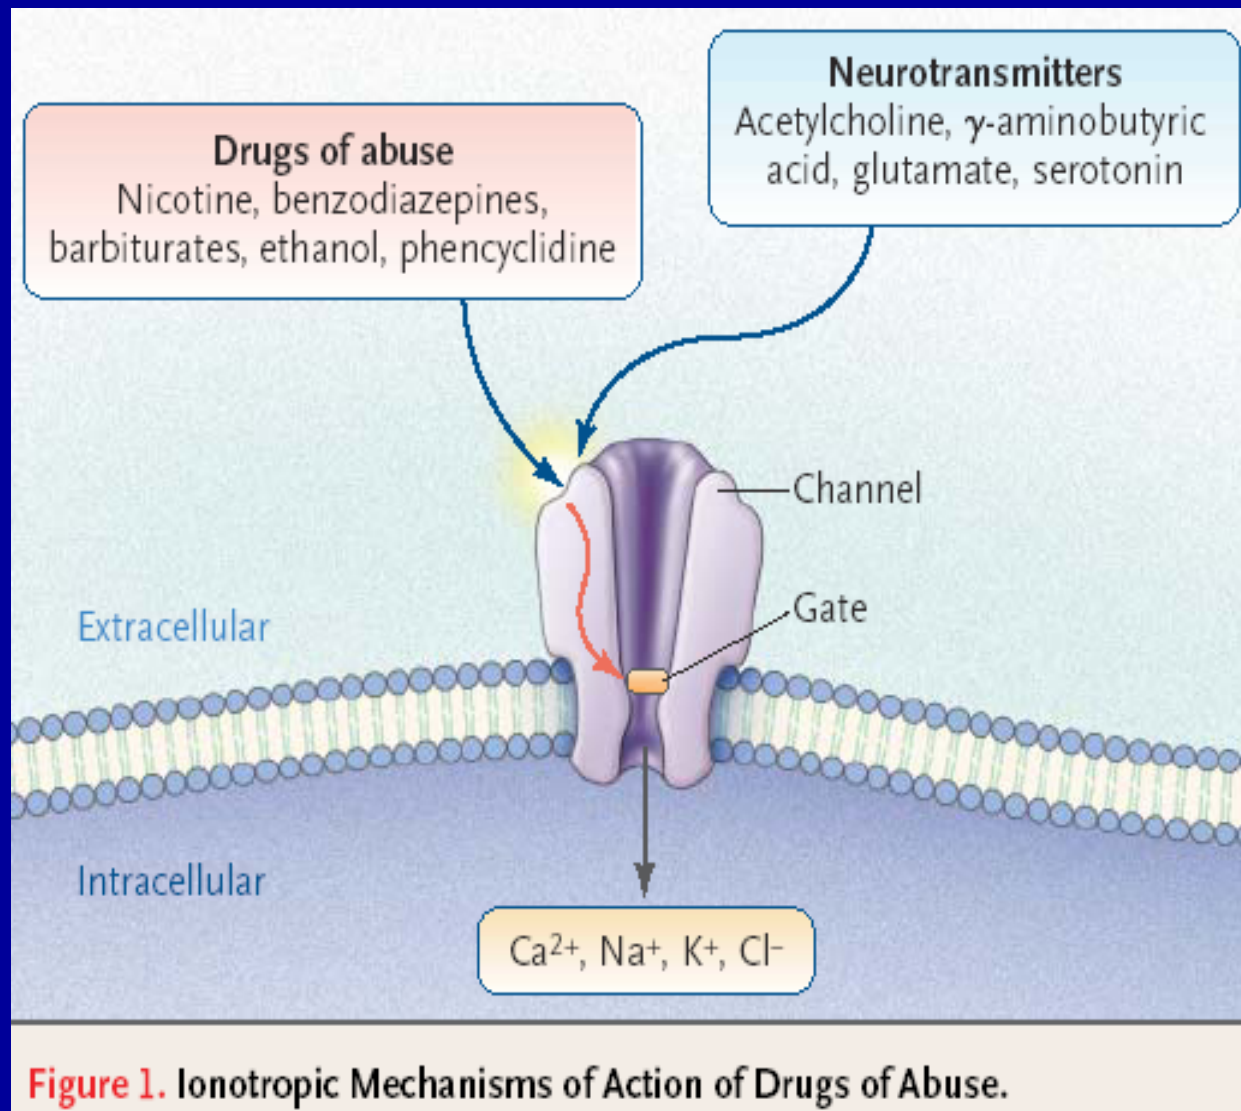 Neurotransmitters
Acetylcholine, γ-aminobutyric
acid, glutamate, serotonin
Drugs of abuse
Nicotine, benzodiazepines,
barbiturates, ethanol, phencyclidine
Channel
Gate
Extracellular
Intracellular
Ca²⁺, Na⁺, K⁺, Cl⁻
Figure 1. Ionotropic Mechanisms of Action of Drugs of Abuse.